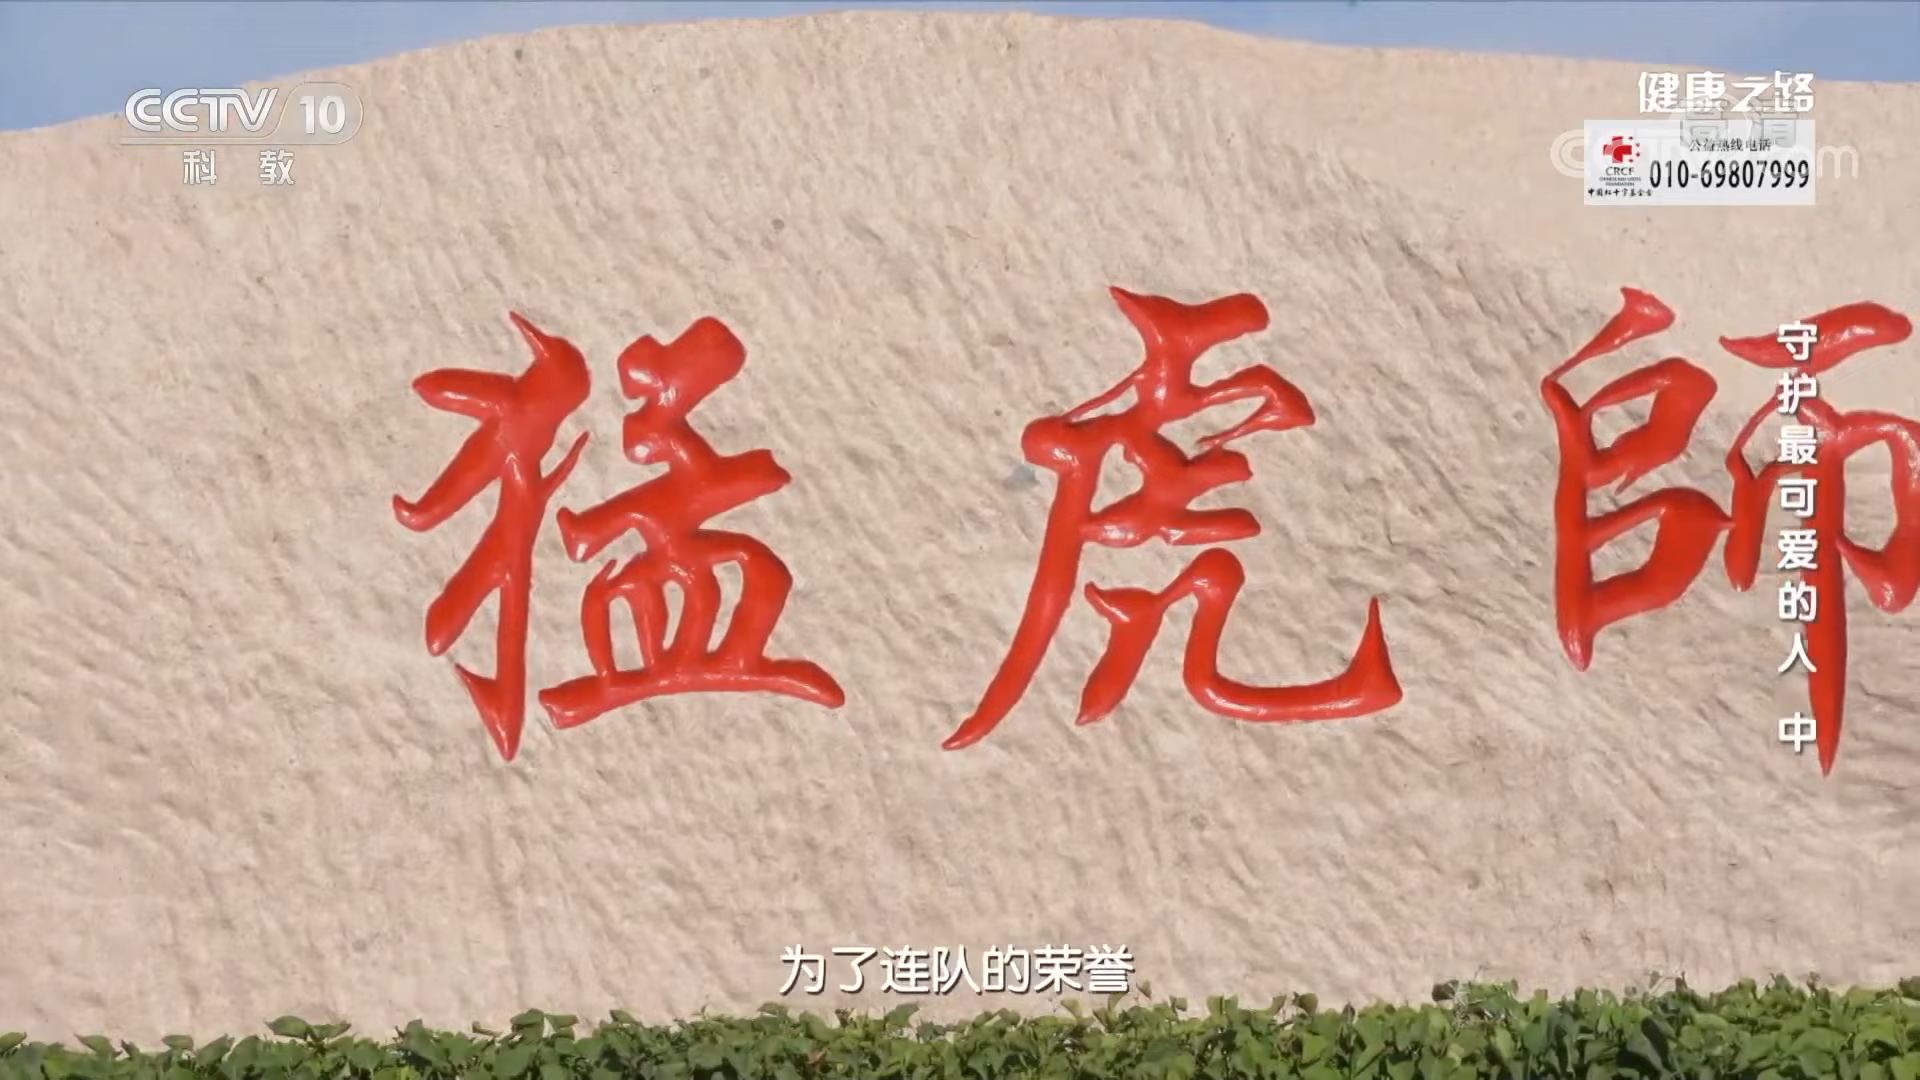 CCTV 10
科 教
健康之路
高清
公益热线电话
CRCF
中国红十字基金会
010-69807999
猛虎師
守护最可爱的人 中
为了连队的荣誉